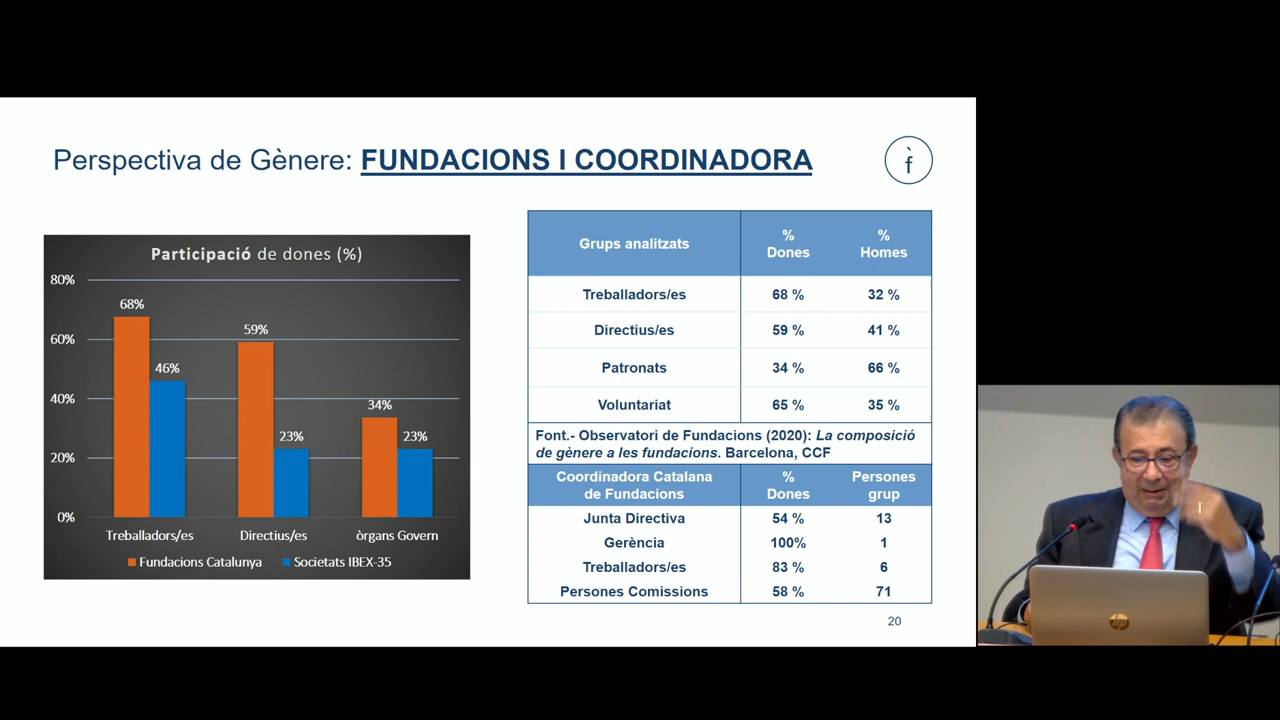 Perspectiva de Gènere: FUNDACIONS I COORDINADORA
f̀
Participació de dones (%)
80%
60%
40%
20%
0%
68%
46%
59%
23%
34%
23%
Treballadors/es
Directius/es
òrgans Govern
Fundacions Catalunya
Societats IBEX-35
Grups analitzats
%
Dones
%
Homes
Treballadors/es 68 % 32 %
Directius/es 59 % 41 %
Patronats 34 % 66 %
Voluntariat 65 % 35 %
Font.- Observatori de Fundacions (2020): La composició
de gènere a les fundacions. Barcelona, CCF
Coordinadora Catalana
de Fundacions
%
Dones
Persones
grup
Junta Directiva 54 % 13
Gerència 100% 1
Treballadors/es 83 % 6
Persones Comissions 58 % 71
20
hp